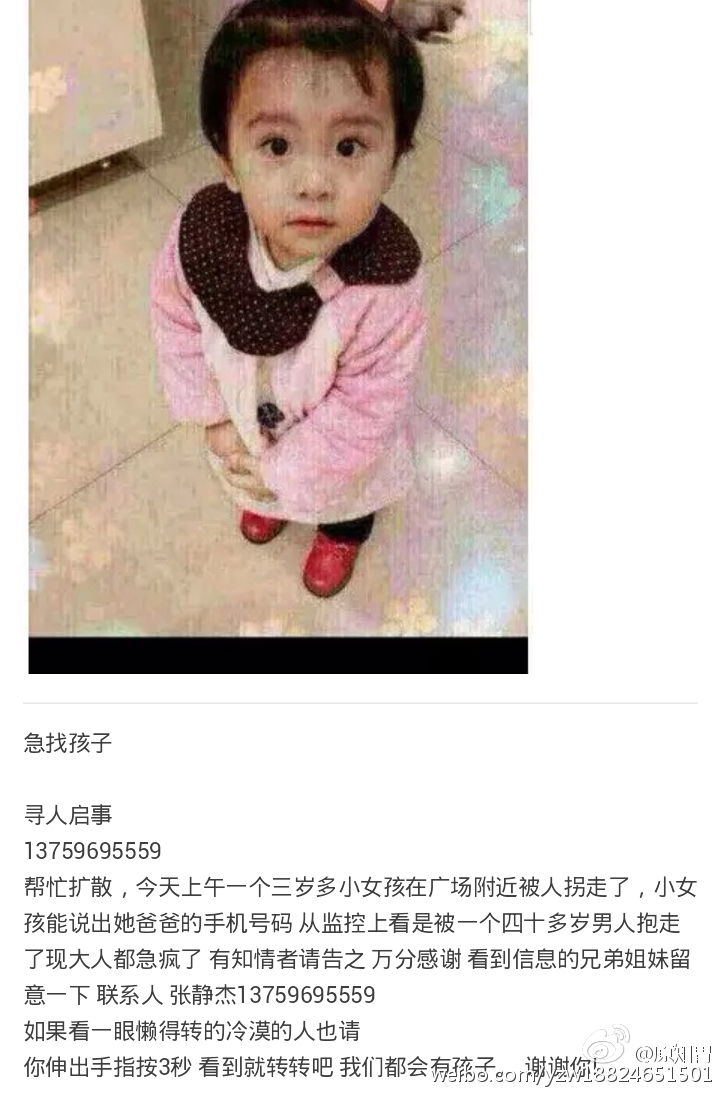 急找孩子
寻人启事
13759695559
帮忙扩散，今天上午一个三岁多小女孩在广场附近被人拐走了，小女
孩能说出她爸爸的手机号码 从监控上看是被一个四十多岁男人抱走
了现大人都急疯了 有知情者请告之 万分感谢 看到信息的兄弟姐妹留
意一下 联系人 张静杰13759695559
如果看一眼懒得转的冷漠的人也请
你伸出手指按3秒 看到就转转吧 我们都会有孩子。 谢谢你!
weibo.com/yzw18824651501